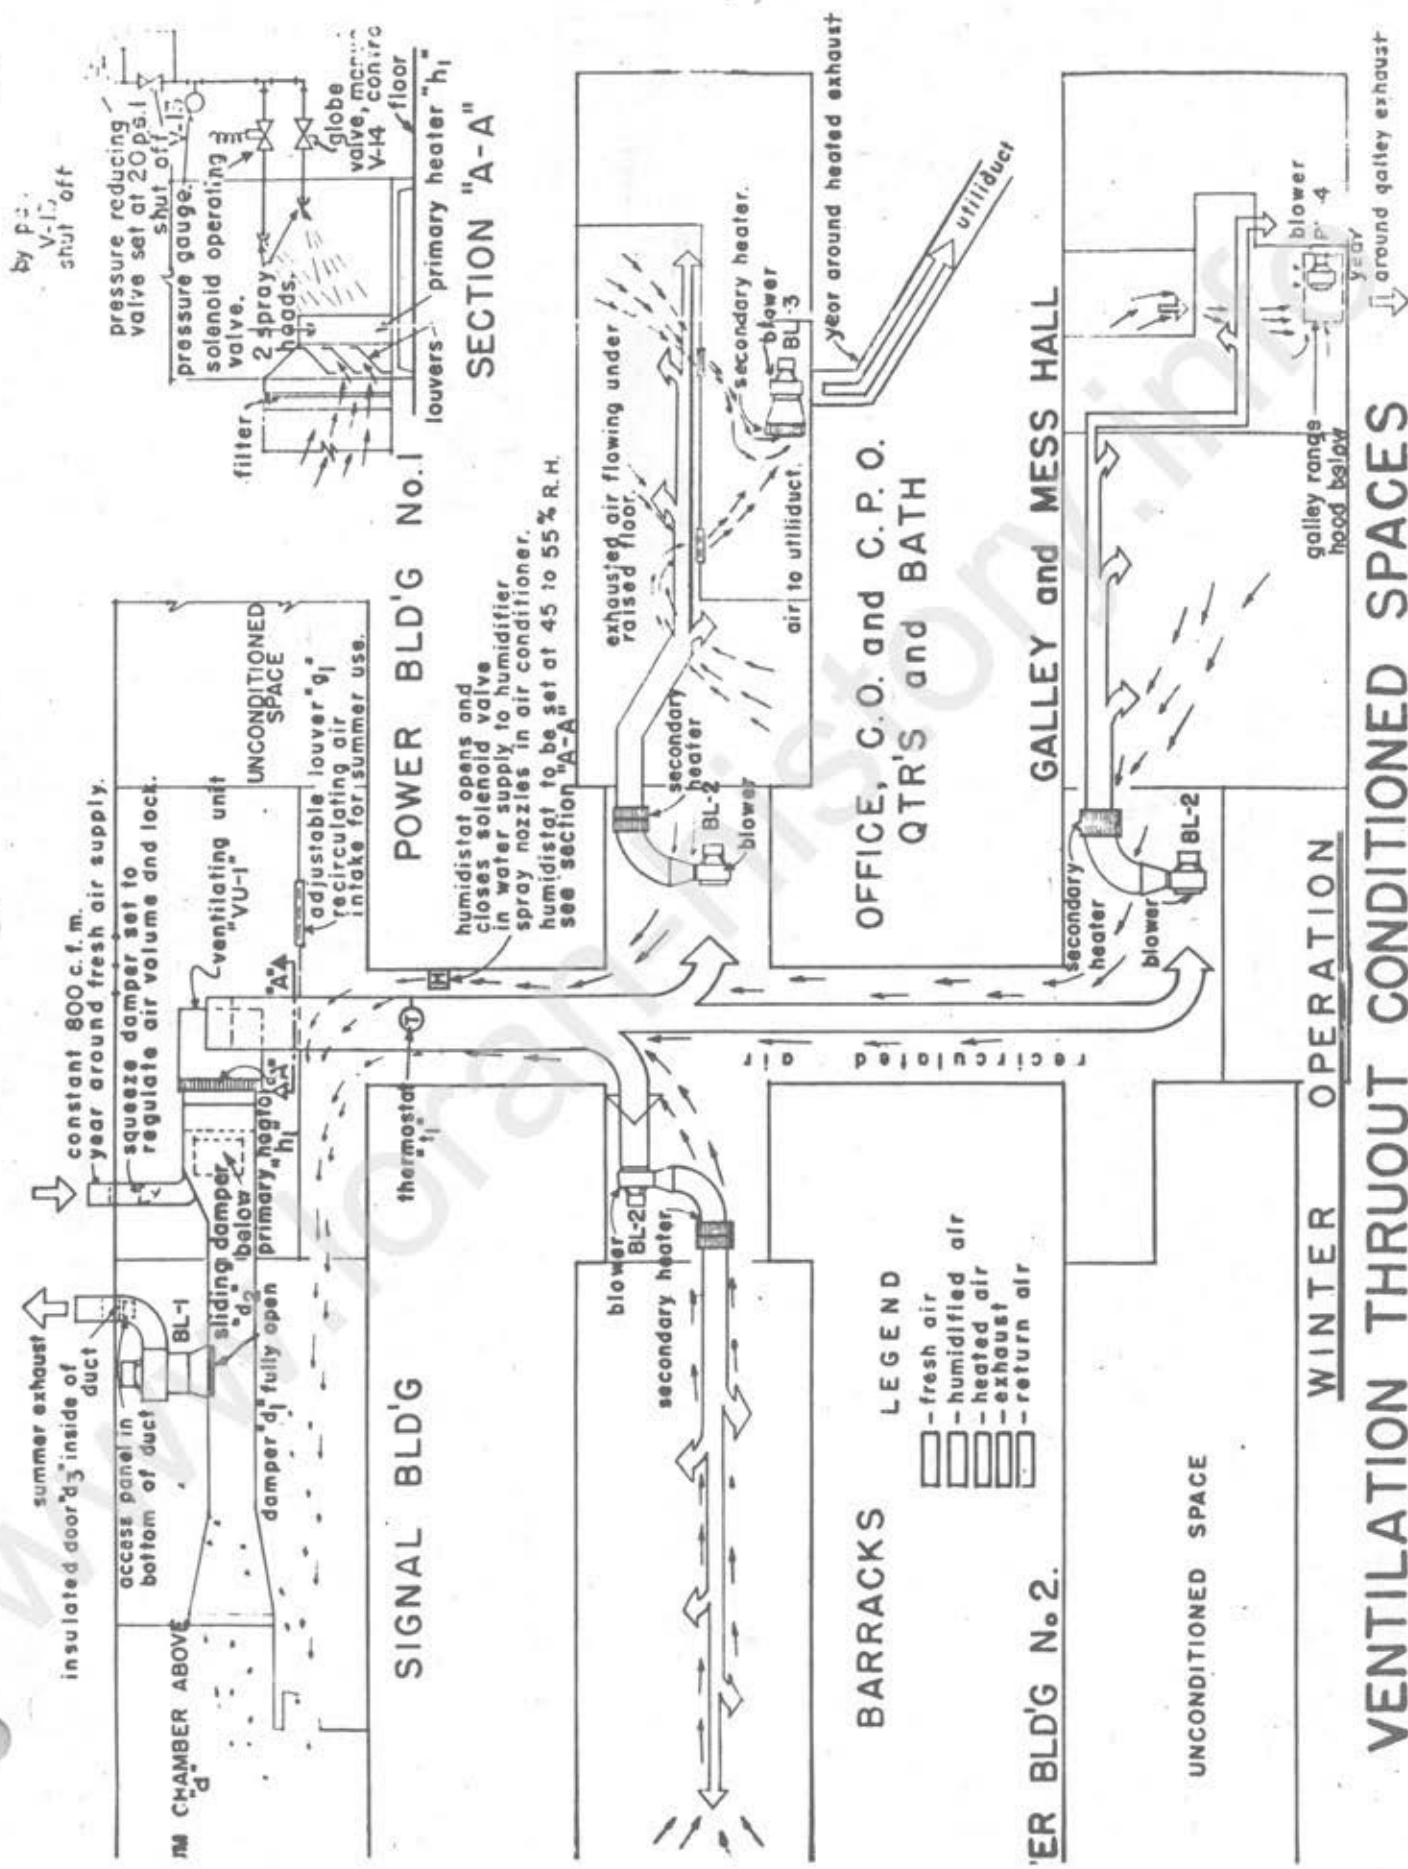 by
V-15
shut off
pressure reducing
valve set at 20 p s. i
shut off
V-13
pressure gauge.
solenoid operating
valve.
2 spray
heads.
globe
valve,
V-14
floor
primary heater "h₁"
louvers
filter
SECTION "A-A"
summer exhaust
insulated door "d₃" inside of
duct
access panel in
bottom of duct
BL-1
sliding damper
"d₂"
below
damper "d₁" fully open
CHAMBER ABOVE
"d"
constant 800 c. f. m.
year around fresh air supply.
squeeze damper set to
regulate air volume and lock.
ventilating unit
"VU-1"
primary heater
"h₁"
"A"
"A"
UNCONDITIONED
SPACE
adjustable louver "g₁"
recirculating air
intake for summer use.
thermostat
"t₁"
T
H
SIGNAL BLD'G
POWER BLD'G No.1
humidistat opens and
closes solenoid valve
in water supply to humidifier
spray nozzles in air conditioner.
humidistat to be set at 45 to 55% R.H.
see section "A-A"
exhausted air flowing under
raised floor.
secondary heater.
blower
BL-3
year around heated exhaust
utiliduct
air to utiliduct.
secondary
heater
BL-2
blower
OFFICE, C.O. and C. P. O.
QTR'S and BATH
blower
BL-2
secondary heater
recirculated air
BARRACKS
LEGEND
- fresh air
- humidified air
- heated air
- exhaust
- return air
GALLEY and MESS HALL
blower
-4
year
around galley exhaust
galley range
hood below
secondary
heater
blower
BL-2
'ER BLD'G No 2.
UNCONDITIONED SPACE
WINTER OPERATION
VENTILATION THRUOUT CONDITIONED SPACES
www.loran-history.info